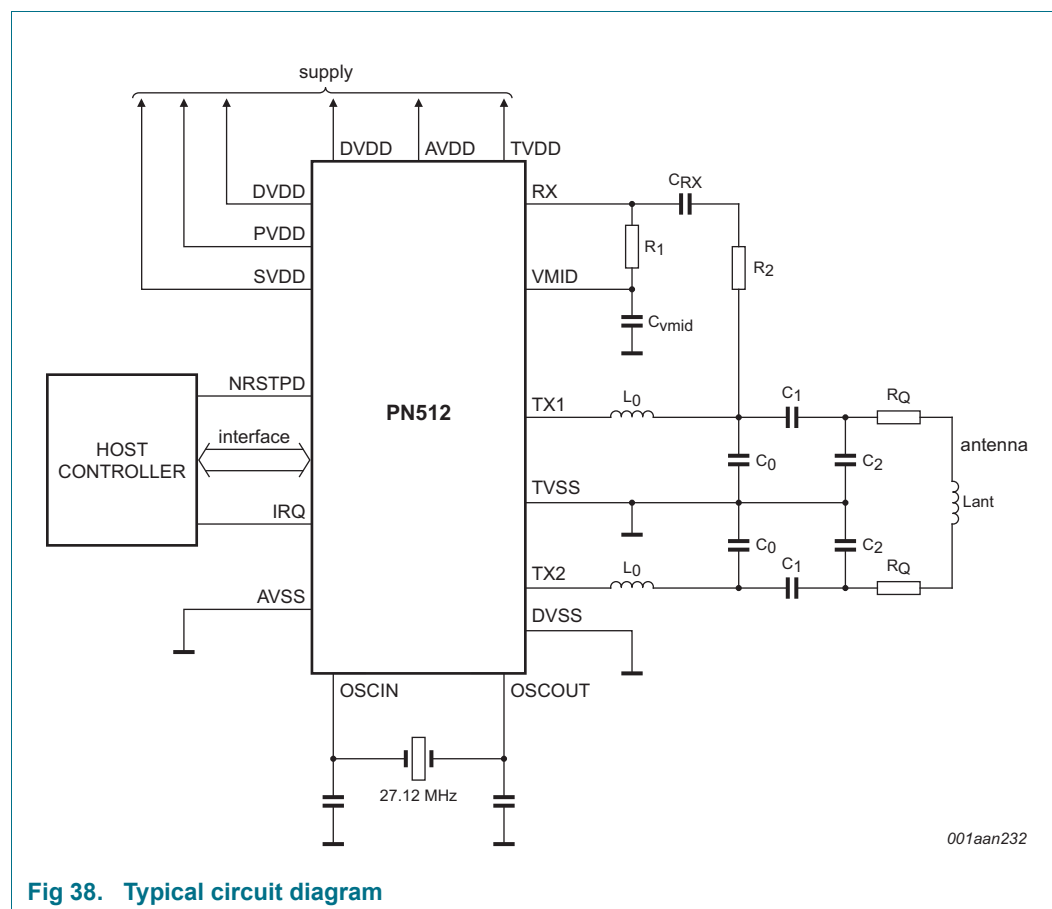 supply
DVDD AVDD TVDD
DVDD
PVDD
SVDD
RX
CRX
R1
R2
VMID
Cvmid
NRSTPD
HOST
CONTROLLER
interface
IRQ
PN512
TX1
L0
C1
RQ
antenna
C0
C2
Lant
TVSS
C0
C2
TX2
L0
C1
RQ
AVSS
DVSS
OSCIN
OSCOUT
27.12 MHz
001aan232
Fig 38. Typical circuit diagram